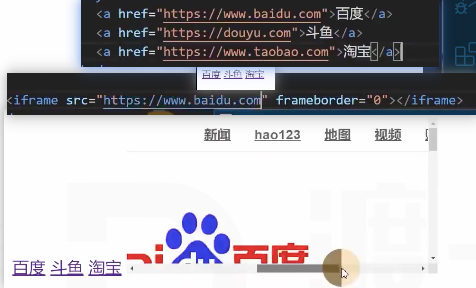 <a href="https://www.baidu.com">百度</a>
<a href="https://douyu.com">斗鱼</a>
<a href="https://www.taobao.com">淘宝</a>
百度 斗鱼 淘宝
<iframe src="https://www.baidu.com" frameborder="0"></iframe>
新闻 hao123 地图 视频
百度
百度 斗鱼 淘宝